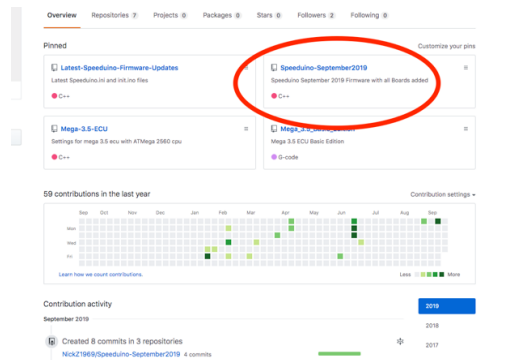 Overview Repositories 7 Projects 0 Packages 0 Stars 0 Followers 2 Following 0
Pinned Customize your pins
Latest-Speeduino-Firmware-Updates
Latest Speeduino.ini and init.ino files
C++
Speeduino-September2019
Speeduino September 2019 Firmware with all Boards added
C++
Mega-3.5-ECU
Settings for mega 3.5 ecu with ATMega 2560 cpu
C++
Mega 3.5 ECU Basic Edition
G-code
59 contributions in the last year Contribution settings
Sep Oct Nov Dec Jan Feb Mar Apr May Jun Jul Aug Sep
Mon
Wed
Fri
Learn how we count contributions. Less More
Contribution activity 2019
September 2019 2018
Created 8 commits in 3 repositories 2017
NickZ1969/Speeduino-September2019 4 commits